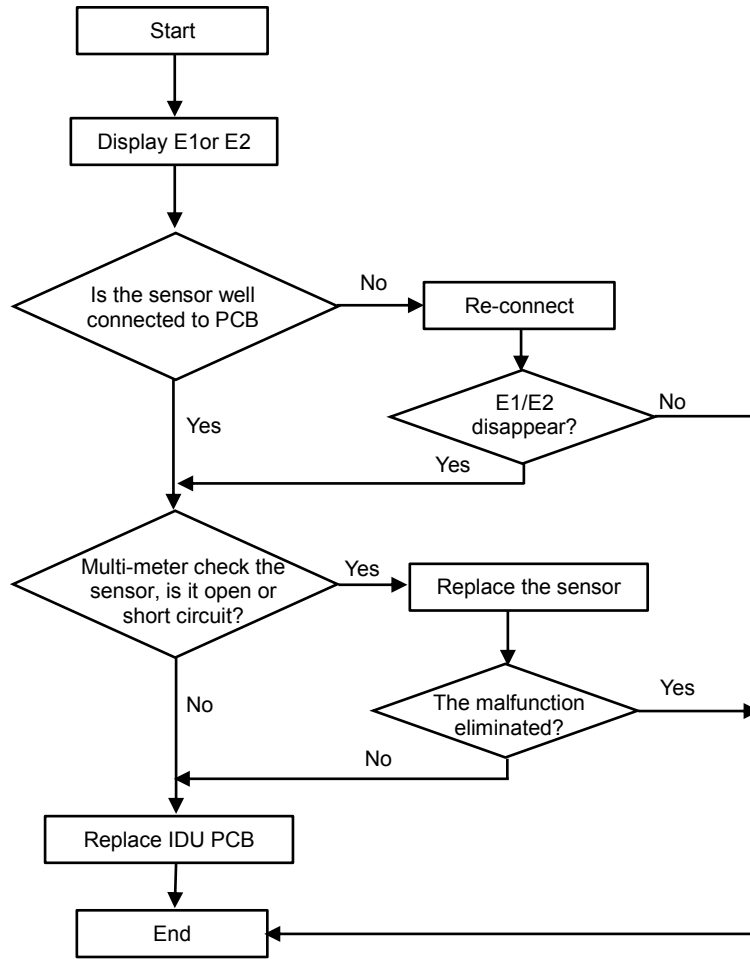 Start
Display E1or E2
Is the sensor well
connected to PCB
No
Re-connect
E1/E2
disappear?
No
Yes
Yes
Multi-meter check the
sensor, is it open or
short circuit?
Yes
Replace the sensor
The malfunction
eliminated?
Yes
No
No
Replace IDU PCB
End